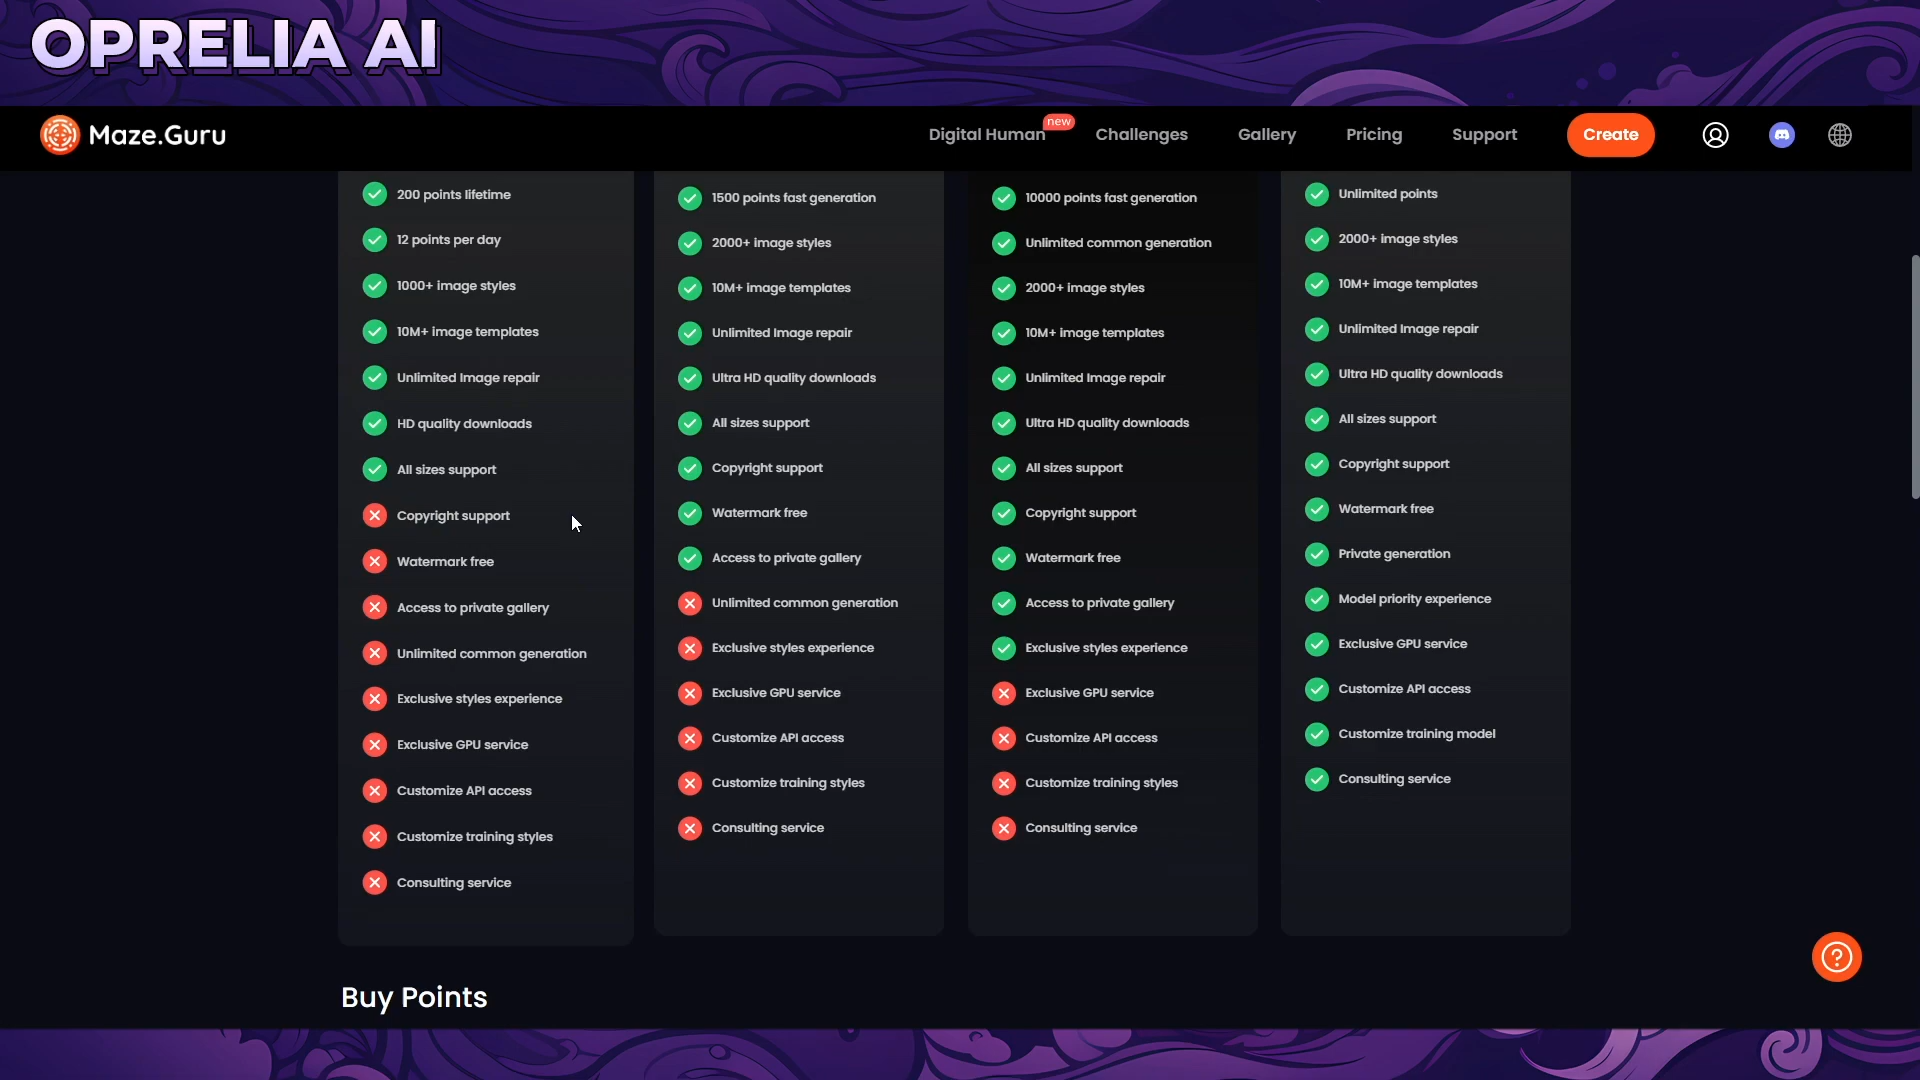 OPRELIA AI
Maze.Guru
Digital Human
new
Challenges
Gallery
Pricing
Support
Create
200 points lifetime
12 points per day
1000+ image styles
10M+ image templates
Unlimited Image repair
HD quality downloads
All sizes support
Copyright support
Watermark free
Access to private gallery
Unlimited common generation
Exclusive styles experience
Exclusive GPU service
Customize API access
Customize training styles
Consulting service
1500 points fast generation
2000+ image styles
10M+ image templates
Unlimited Image repair
Ultra HD quality downloads
All sizes support
Copyright support
Watermark free
Access to private gallery
Unlimited common generation
Exclusive styles experience
Exclusive GPU service
Customize API access
Customize training styles
Consulting service
10000 points fast generation
Unlimited common generation
2000+ image styles
10M+ image templates
Unlimited Image repair
Ultra HD quality downloads
All sizes support
Copyright support
Watermark free
Access to private gallery
Exclusive styles experience
Exclusive GPU service
Customize API access
Customize training styles
Consulting service
Unlimited points
2000+ image styles
10M+ image templates
Unlimited Image repair
Ultra HD quality downloads
All sizes support
Copyright support
Watermark free
Private generation
Model priority experience
Exclusive GPU service
Customize API access
Customize training model
Consulting service
Buy Points